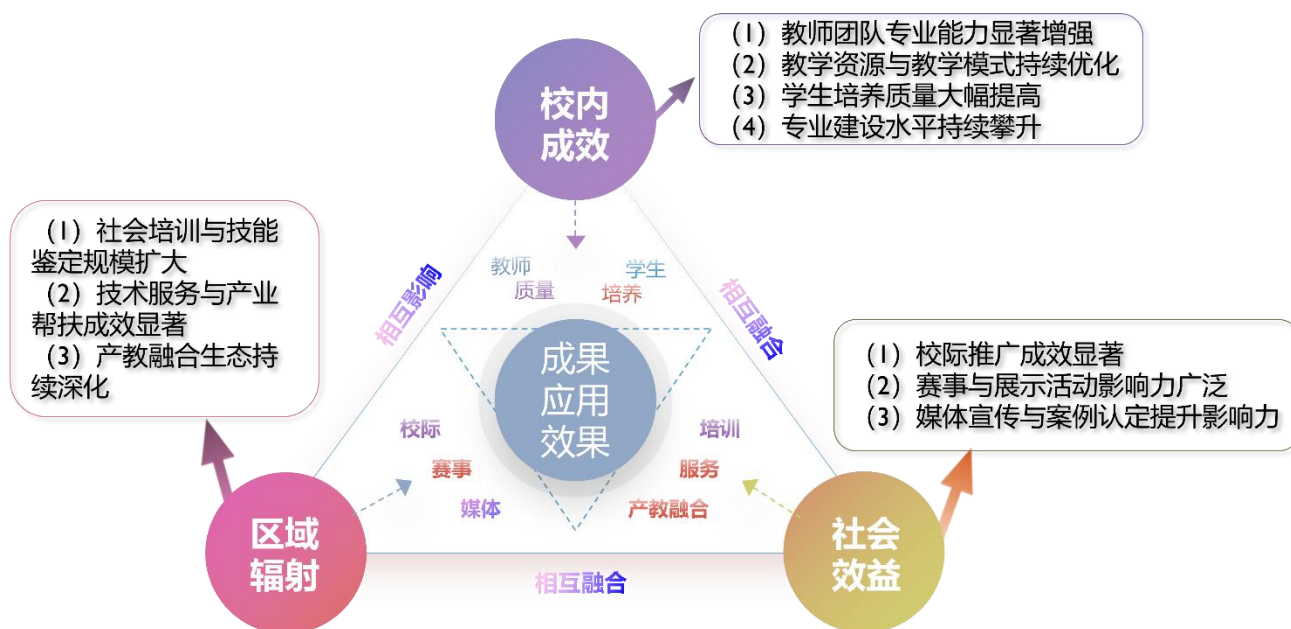 校内
成效
（1）教师团队专业能力显著增强
（2）教学资源与教学模式持续优化
（3）学生培养质量大幅提高
（4）专业建设水平持续攀升
（1）社会培训与技能
鉴定规模扩大
（2）技术服务与产业
帮扶成效显著
（3）产教融合生态持
续深化
相互影响
教师
质量
学生
培养
相互融合
成果
应用
效果
（1）校际推广成效显著
（2）赛事与展示活动影响力广泛
（3）媒体宣传与案例认定提升影响力
校际
赛事
媒体
培训
服务
产教融合
区域
辐射
相互融合
社会
效益